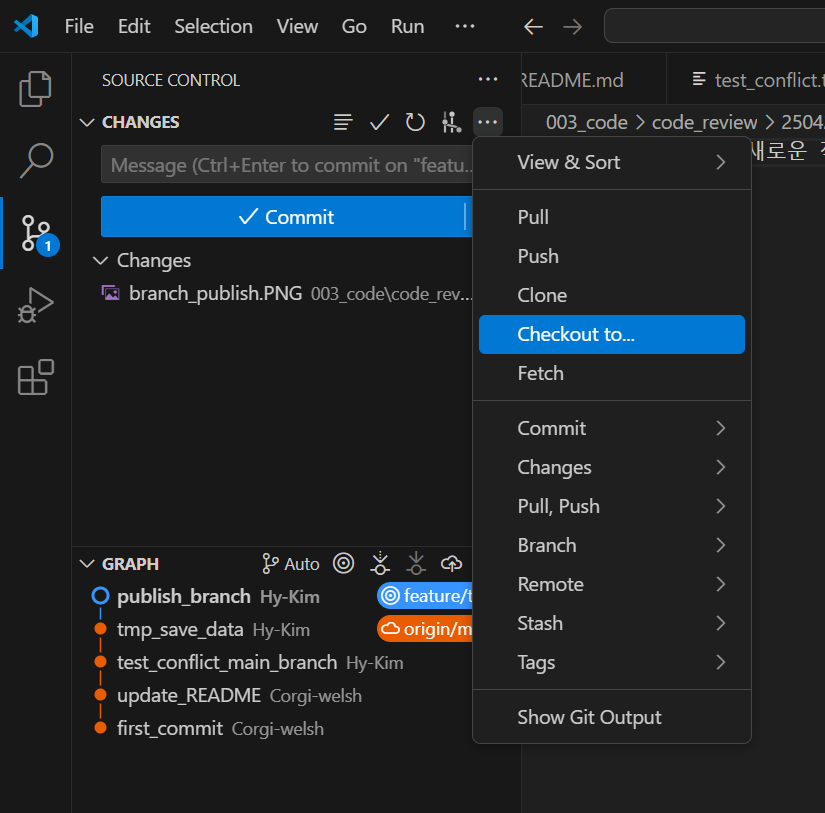 File Edit Selection View Go Run ...
SOURCE CONTROL ...
README.md
test_conflict.t
CHANGES
003_code > code_review > 2504
새로운
Message (Ctrl+Enter to commit on "featu...
Commit
Changes
branch_publish.PNG 003_code\code_rev...
1
View & Sort
Pull
Push
Clone
Checkout to...
Fetch
Commit
Changes
Pull, Push
Branch
Remote
Stash
Tags
Show Git Output
GRAPH
Auto
publish_branch Hy-Kim feature/t
tmp_save_data Hy-Kim origin/m
test_conflict_main_branch Hy-Kim
update_README Corgi-welsh
first_commit Corgi-welsh